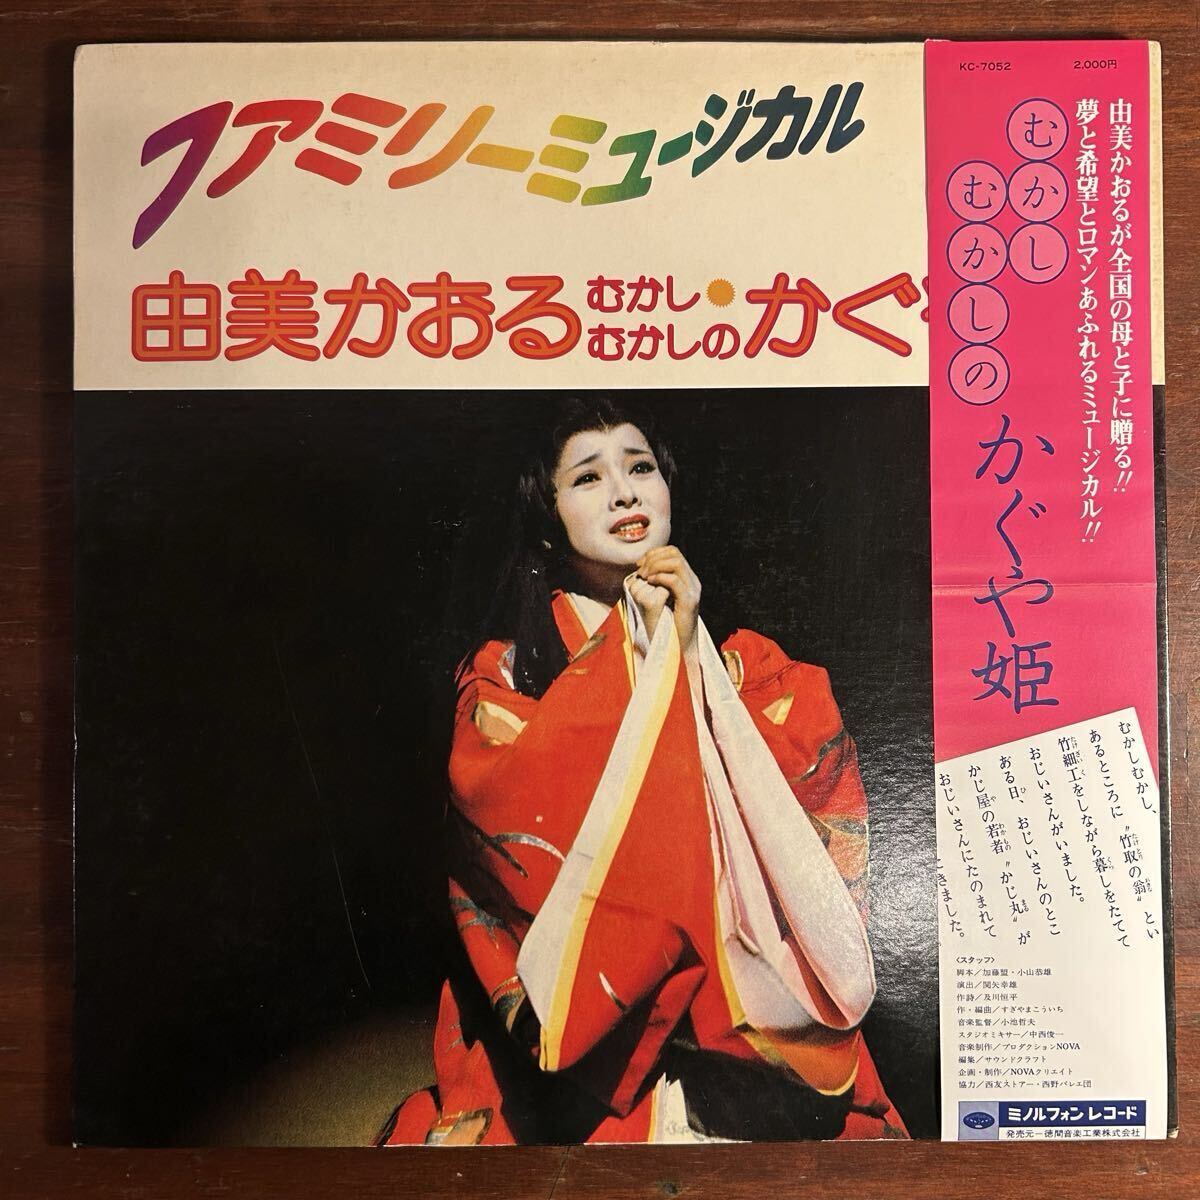 ファミリーミュージカル
由美かおる むかしむかしの・かぐや
KC-7052
2,000円
由美かおるが全国の母と子に贈る!!
夢と希望とロマンあふれるミュージカル!!
むかし
むかしの
かぐや姫
むかしむかし、
あるところに〝竹取の翁〟とい
竹細工をしながら暮しをたてて
おじいさんがいました。
ある日、おじいさんのとこ
かじ屋の若者〝かじ丸〟が
おじいさんにたのまれて
きました。
〈スタッフ〉
脚本/加藤盟・小山恭雄
演出/関矢幸雄
作詩/及川恒平
作・編曲/すぎやまこういち
音楽監督/小池哲夫
スタジオミキサー/中西俊一
音楽制作/プロダクションNOVA
編集/サウンドクラフト
企画・制作/NOVAクリエイト
協力/西友ストアー・西野バレエ団
ミノルフォンレコード
発売元―徳間音楽工業株式会社